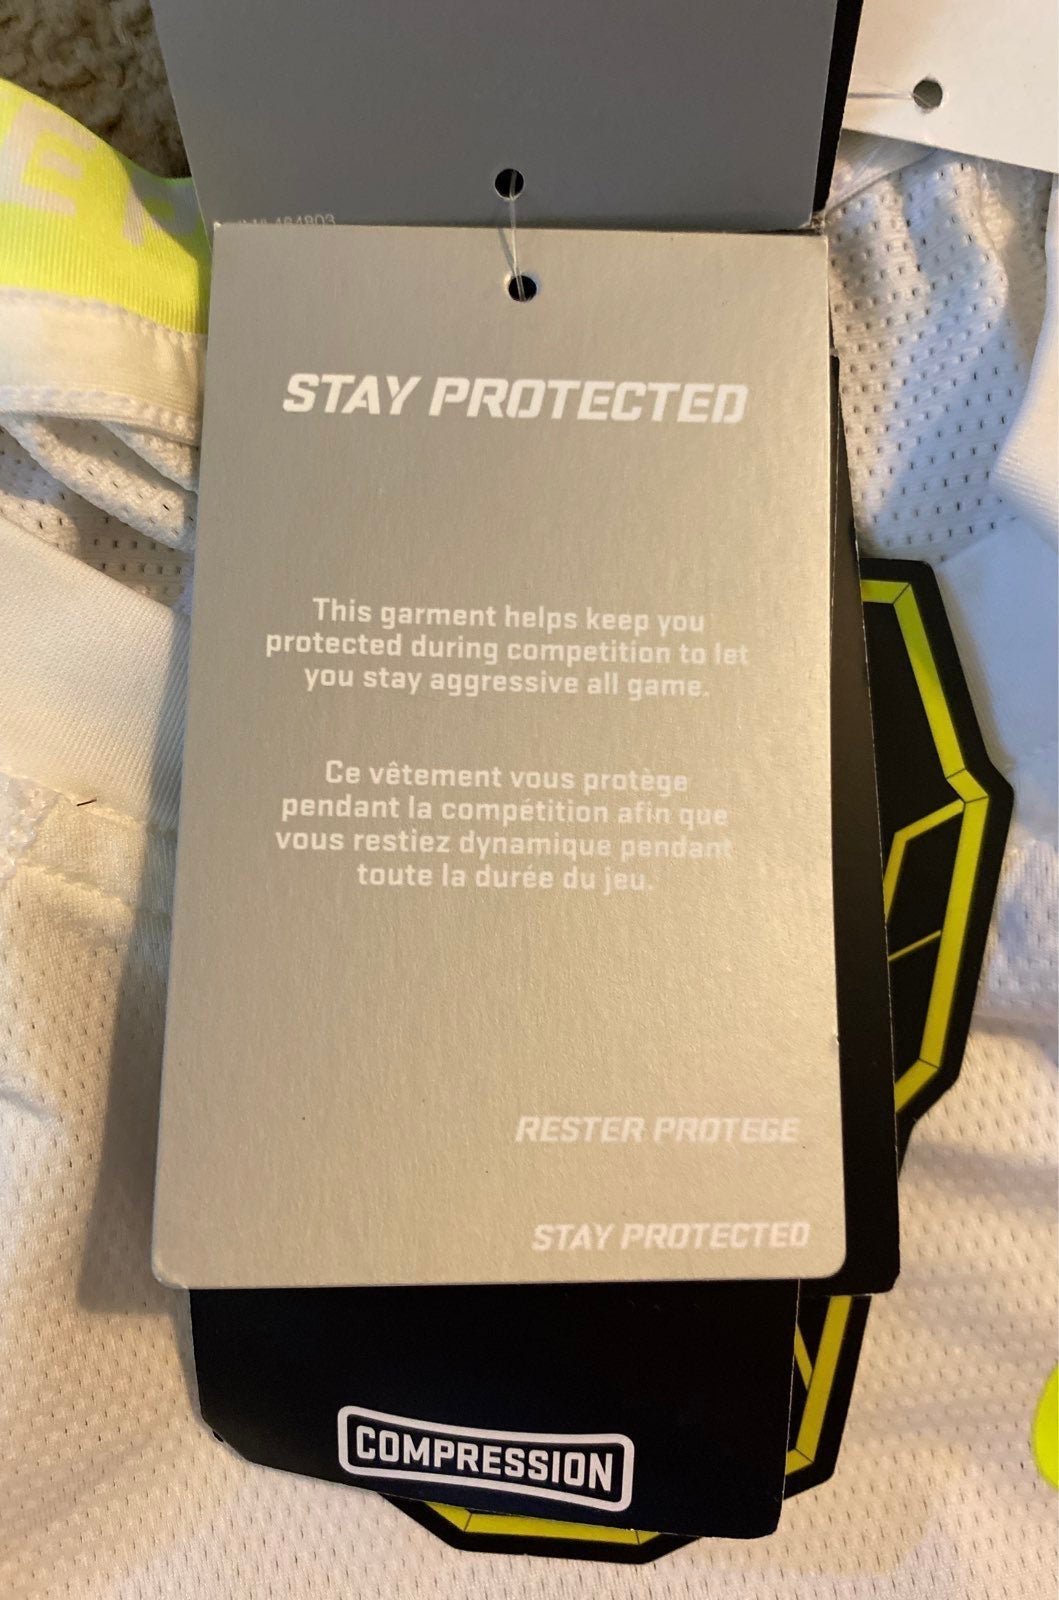 484803
STAY PROTECTED
This garment helps keep you
protected during competition to let
you stay aggressive all game.
Ce vêtement vous protège
pendant la compétition afin que
vous restiez dynamique pendant
toute la durée du jeu.
RESTER PROTEGE
STAY PROTECTED
COMPRESSION